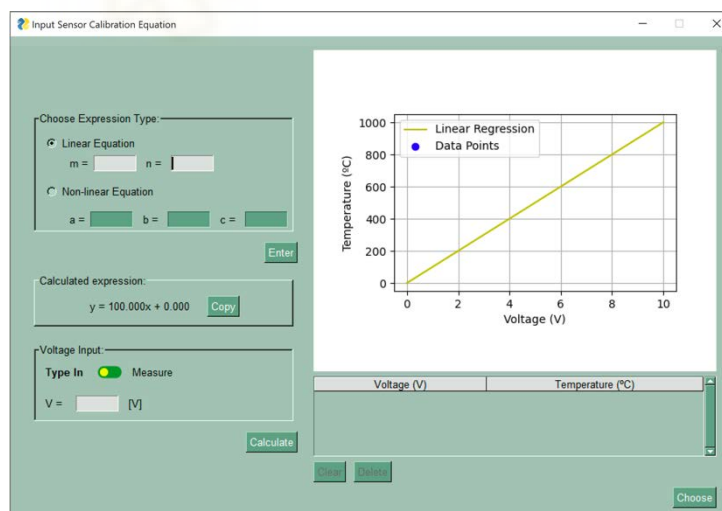 Input Sensor Calibration Equation
Choose Expression Type:
Linear Equation
m = n =
Non-linear Equation
a = b = c =
Enter
Calculated expression:
y = 100.000x + 0.000 Copy
Voltage Input:
Type In Measure
V = [V]
Calculate
Linear Regression
Data Points
Temperature (ºC)
1000
800
600
400
200
0
0 2 4 6 8 10
Voltage (V)
Voltage (V) Temperature (ºC)
Clear Delete
Choose